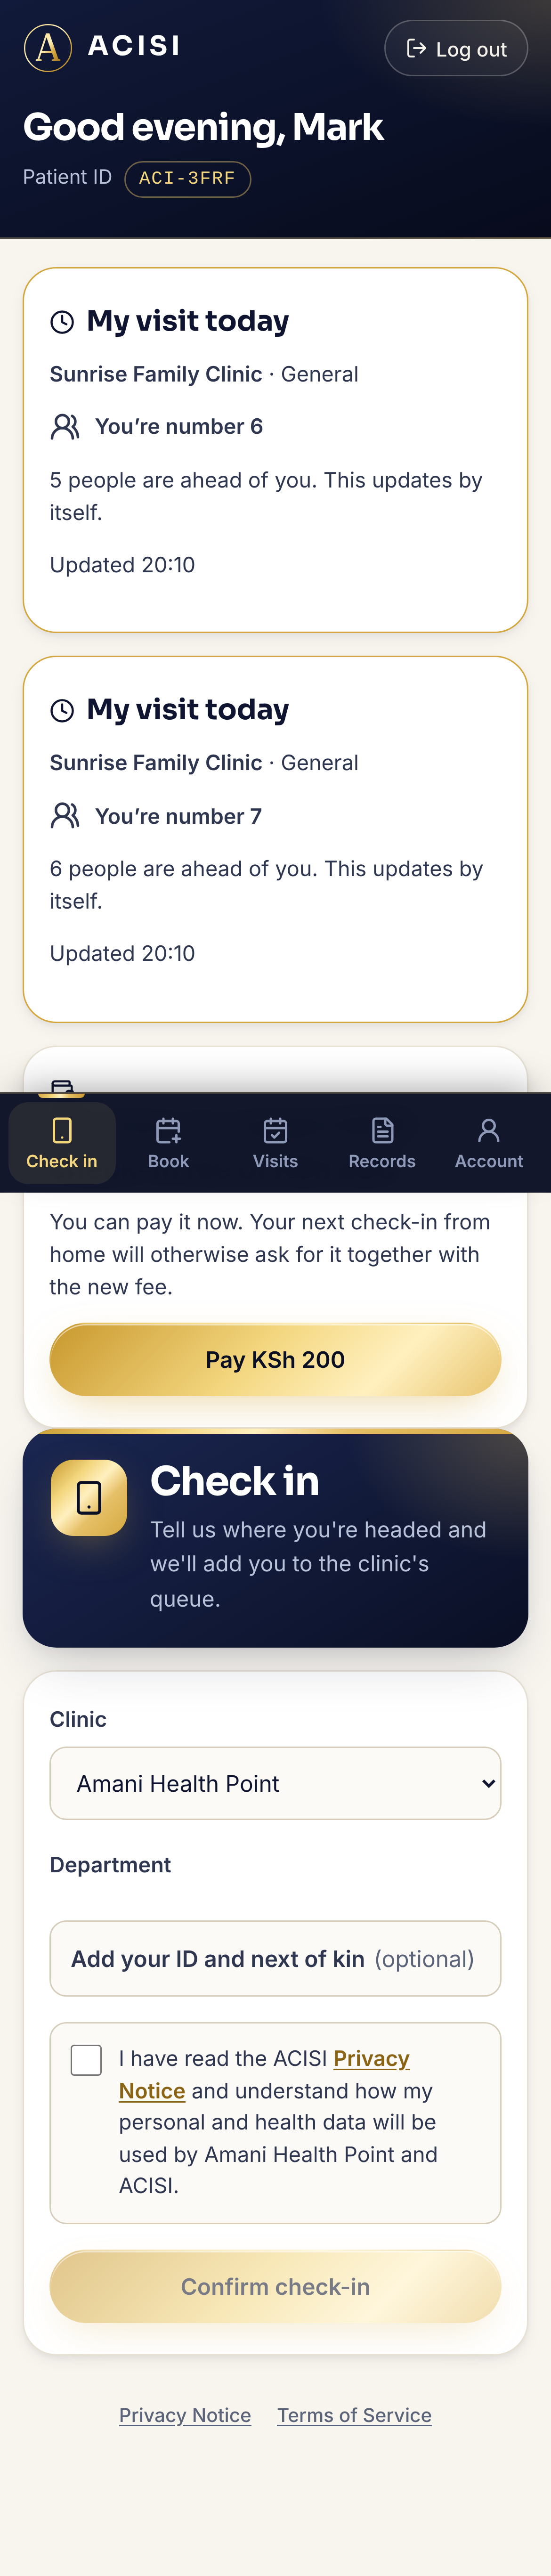 A ACISI
Log out
Good evening, Mark
Patient ID ACI-3FRF
My visit today
Sunrise Family Clinic · General
You’re number 6
5 people are ahead of you. This updates by
itself.
Updated 20:10
My visit today
Sunrise Family Clinic · General
You’re number 7
6 people are ahead of you. This updates by
itself.
Updated 20:10
Check in
Book
Visits
Records
Account
You can pay it now. Your next check-in from
home will otherwise ask for it together with
the new fee.
Pay KSh 200
Check in
Tell us where you're headed and
we'll add you to the clinic's
queue.
Clinic
Amani Health Point
Department
Add your ID and next of kin (optional)
I have read the ACISI Privacy
Notice and understand how my
personal and health data will be
used by Amani Health Point and
ACISI.
Confirm check-in
Privacy Notice
Terms of Service